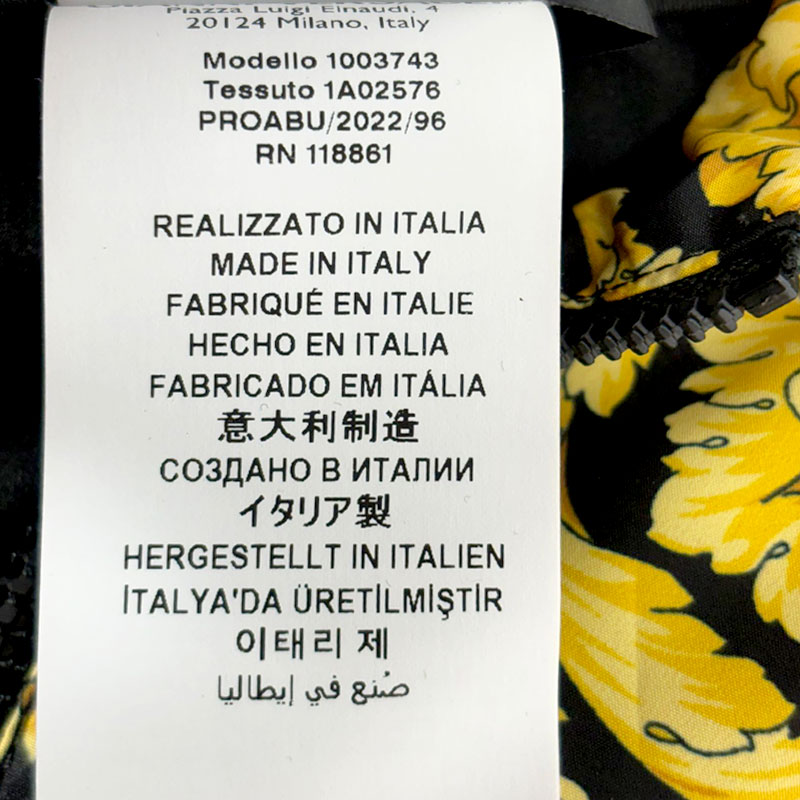 Piazza Luigi Einaudi, 4
20124 Milano, Italy
Modello 1003743
Tessuto 1A02576
PROABU/2022/96
RN 118861
REALIZZATO IN ITALIA
MADE IN ITALY
FABRIQUÉ EN ITALIE
HECHO EN ITALIA
FABRICADO EM ITÁLIA
意大利制造
СОЗДАНО В ИТАЛИИ
イタリア製
HERGESTELLT IN ITALIEN
İTALYA'DA ÜRETİLMİŞTİR
이태리 제
صُنع في إيطاليا